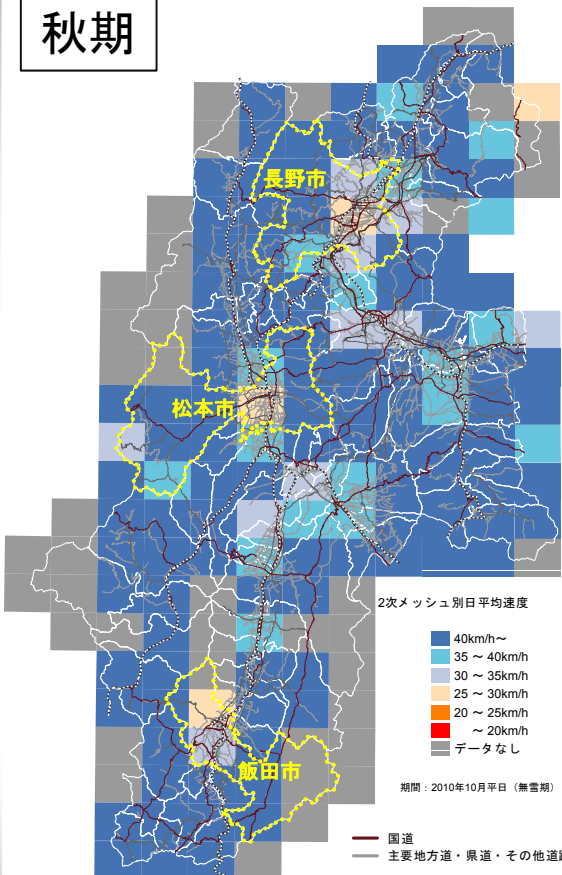 秋期
長野市
松本市
飯田市
2次メッシュ別日平均速度
40km/h～
35 ～ 40km/h
30 ～ 35km/h
25 ～ 30km/h
20 ～ 25km/h
～ 20km/h
データなし
期間：2010年10月平日（無雪期）
国道
主要地方道・県道・その他道